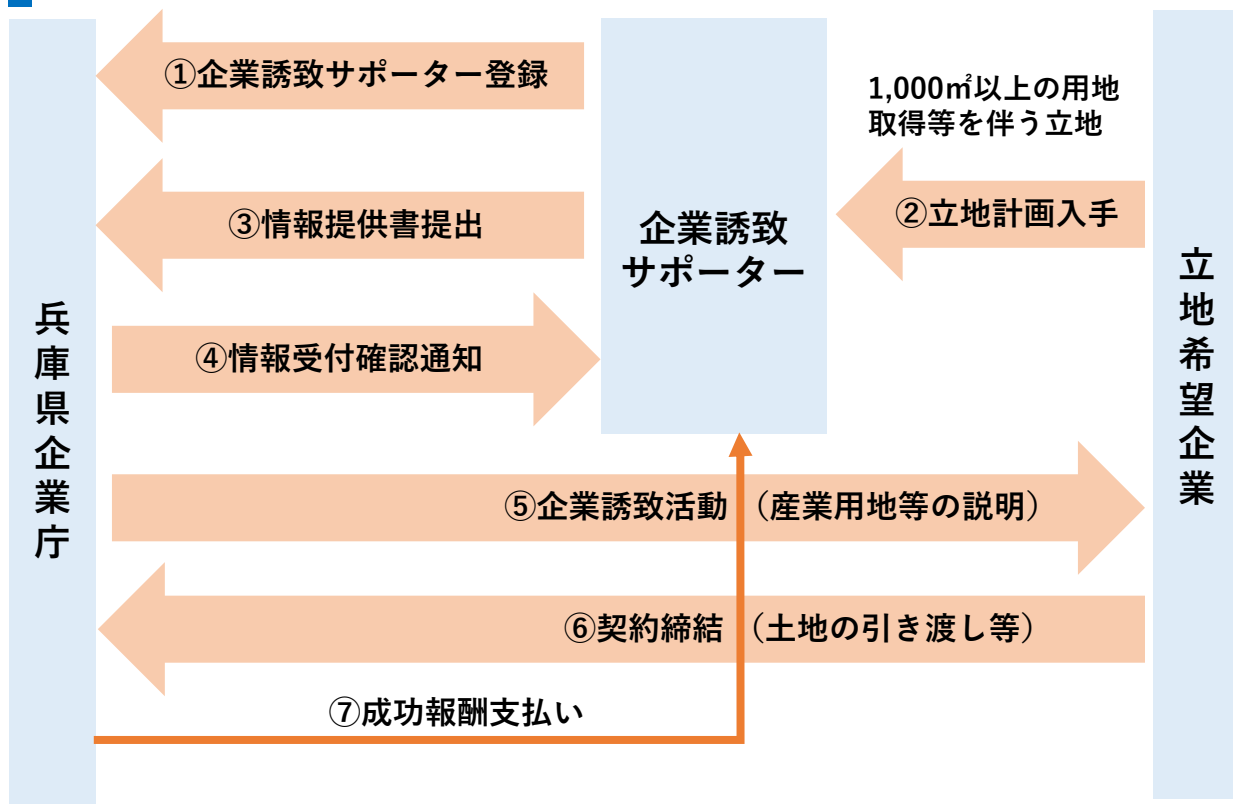 ①企業誘致サポーター登録
1,000㎡以上の用地
取得等を伴う立地
②立地計画入手
③情報提供書提出
企業誘致
サポーター
④情報受付確認通知
兵庫県企業庁
立地希望企業
⑤企業誘致活動（産業用地等の説明）
⑥契約締結（土地の引き渡し等）
⑦成功報酬支払い